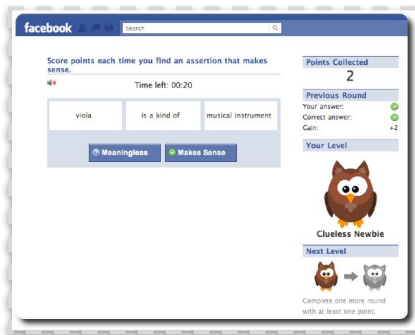 facebook
Search
Score points each time you find an assertion that makes
sense.
Time left: 00:20
viola
is a kind of
musical instrument
Meaningless
Makes Sense
Points Collected
2
Previous Round
Your answer:
Correct answer:
Gain: +2
Your Level
Clueless Newbie
Next Level
Complete one more round
with at least one point.